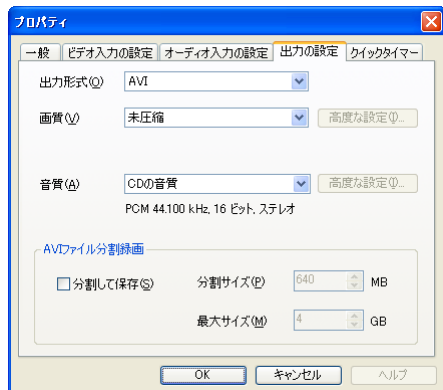 プロパティ
一般 ビデオ入力の設定 オーディオ入力の設定 出力の設定 クイックタイマー
出力形式(O) AVI
画質(V) 未圧縮 高度な設定(I)...
音質(A) CDの音質 高度な設定(I)...
PCM 44.100 kHz, 16 ビット, ステレオ
AVIファイル分割録画
分割して保存(S) 分割サイズ(P) 640 MB
最大サイズ(M) 4 GB
OK キャンセル ヘルプ